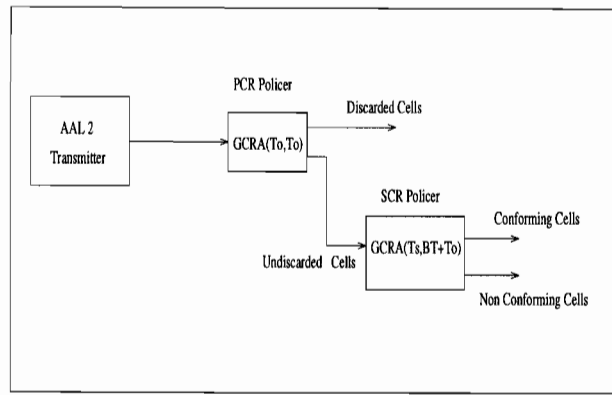 PCR Policer
Discarded Cells
AAL 2
Transmitter
GCRA(To,To)
SCR Policer
Conforming Cells
GCRA(Ts,BT+To)
Undiscarded Cells
Non Conforming Cells